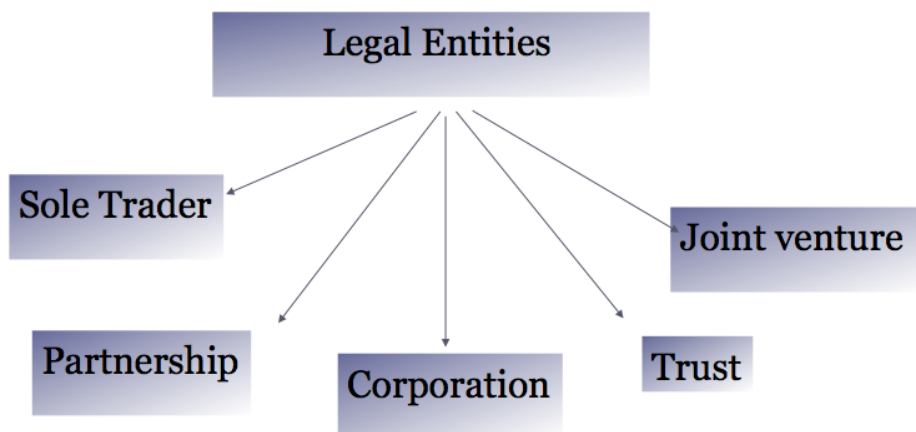 Legal Entities
Sole Trader
Joint venture
Partnership
Corporation
Trust